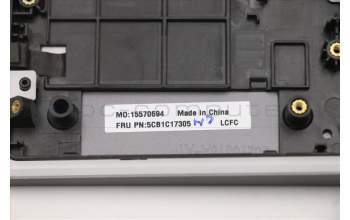 MO:15570694 Made in China
FRU PN:5CB1C17305 LCFC